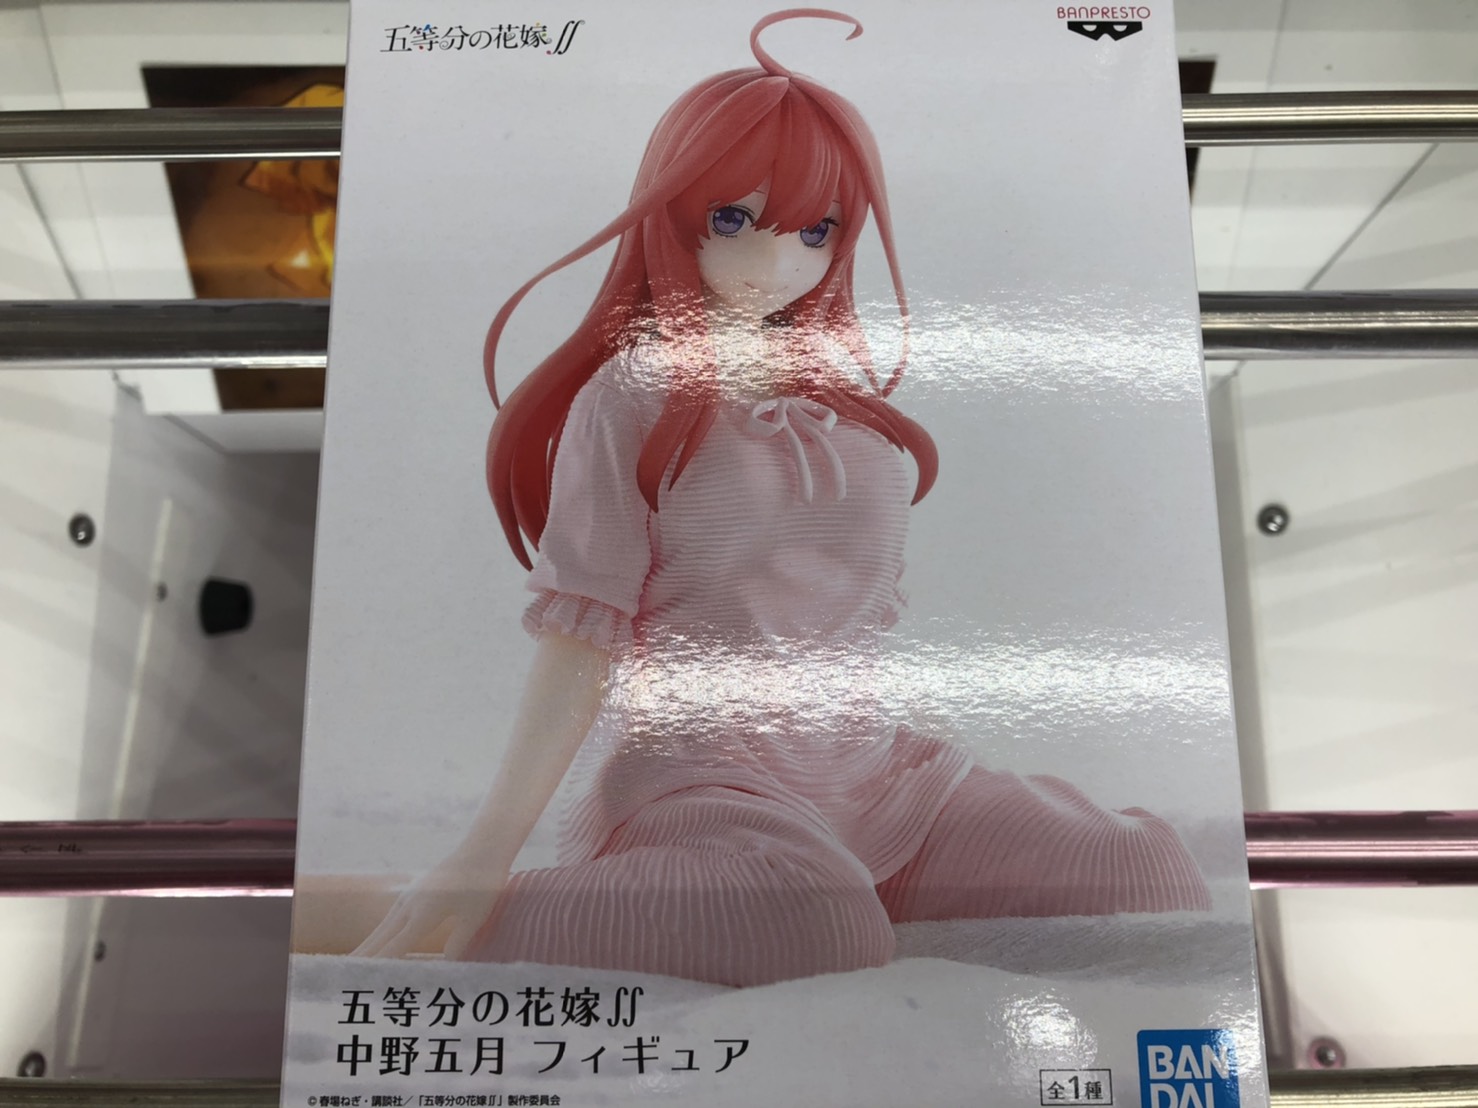 五等分の花嫁∬
BANPRESTO
五等分の花嫁∬
中野五月 フィギュア
© 春場ねぎ・講談社／「五等分の花嫁∬」製作委員会
全1種
BAN
DAI